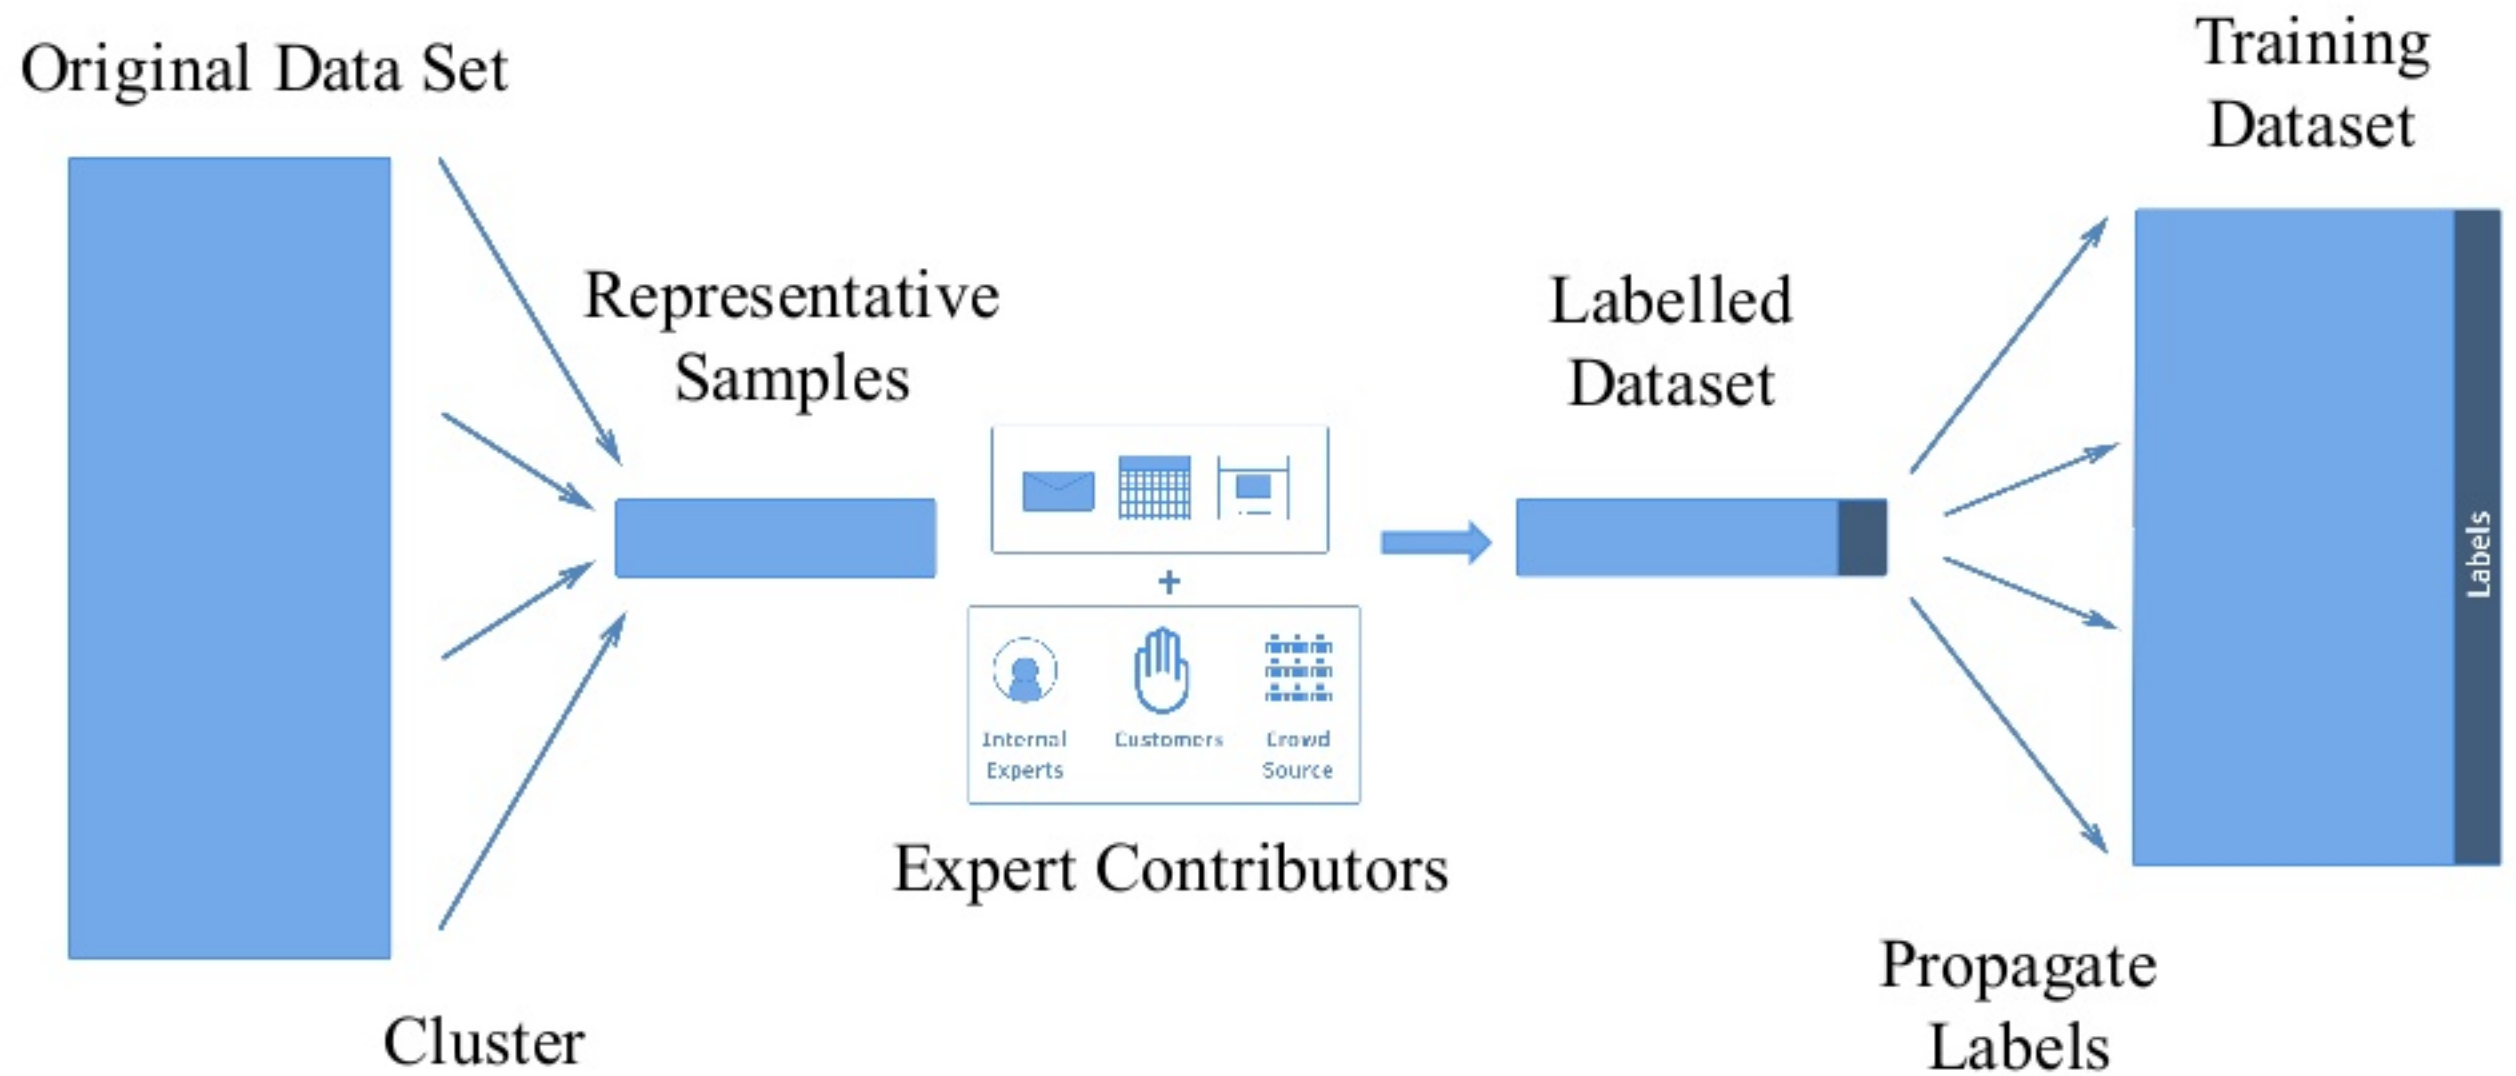 Original Data Set
Cluster
Representative
Samples
+
Internal
Experts
Customers
Crowd
Source
Expert Contributors
Labelled
Dataset
Propagate
Labels
Training
Dataset
Labels